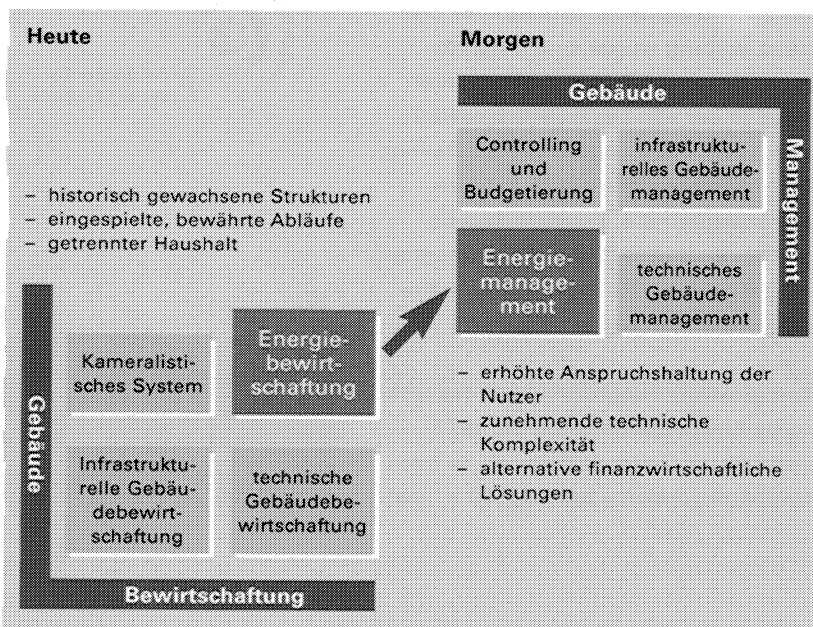 Heute
– historisch gewachsene Strukturen
– eingespielte, bewährte Abläufe
– getrennter Haushalt
Gebäude
Kameralisti-
sches System
Energie-
bewirt-
schaftung
Infrastruktu-
relle Gebäu-
debewirt-
schaftung
technische
Gebäudebe-
wirtschaftung
Bewirtschaftung
Morgen
Gebäude
Management
Controlling
und
Budgetierung
infrastruktu-
relles Gebäude-
management
Energie-
manage-
ment
technisches
Gebäude-
management
– erhöhte Anspruchshaltung der
Nutzer
– zunehmende technische
Komplexität
– alternative finanzwirtschaftliche
Lösungen